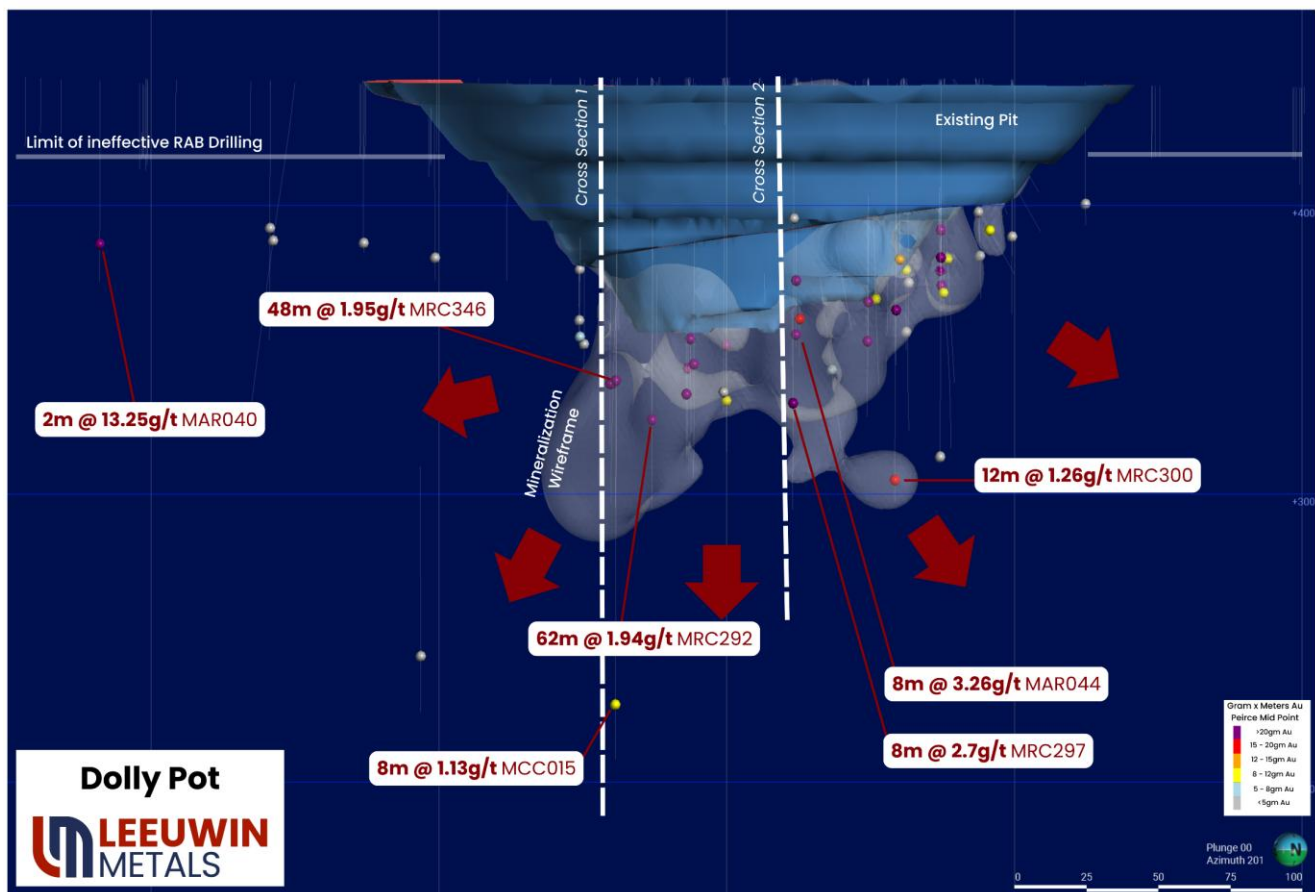 Cross Section 1
Cross Section 2
Existing Pit
Limit of ineffective RAB Drilling
+400
48m @ 1.95g/t MRC346
2m @ 13.25g/t MAR040
Mineralization
Wireframe
12m @ 1.26g/t MRC300
+300
62m @ 1.94g/t MRC292
8m @ 3.26g/t MAR044
8m @ 2.7g/t MRC297
8m @ 1.13g/t MCC015
Gram x Meters Au
Peirce Mid Point
>20gm Au
15 - 20gm Au
12 - 15gm Au
8 - 12gm Au
5 - 8gm Au
<5gm Au
Dolly Pot
LM LEEUWIN
METALS
Plunge 00
Azimuth 201
N
0 25 50 75 100